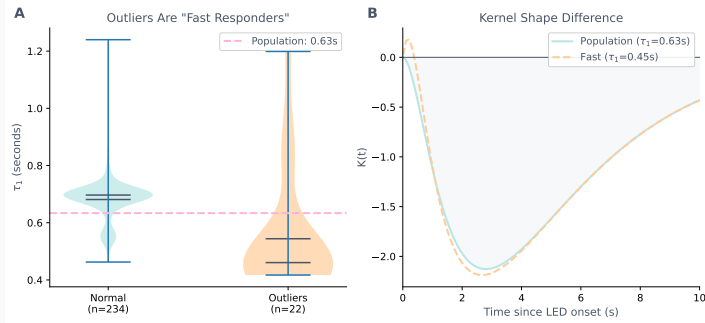 A
Outliers Are "Fast Responders"
Population: 0.63s
τ1 (seconds)
1.2
1.0
0.8
0.6
0.4
Normal
(n=234)
Outliers
(n=22)
B
Kernel Shape Difference
Population (τ1=0.63s)
Fast (τ1=0.45s)
K(t)
0.0
−0.5
−1.0
−1.5
−2.0
0
2
4
6
8
10
Time since LED onset (s)